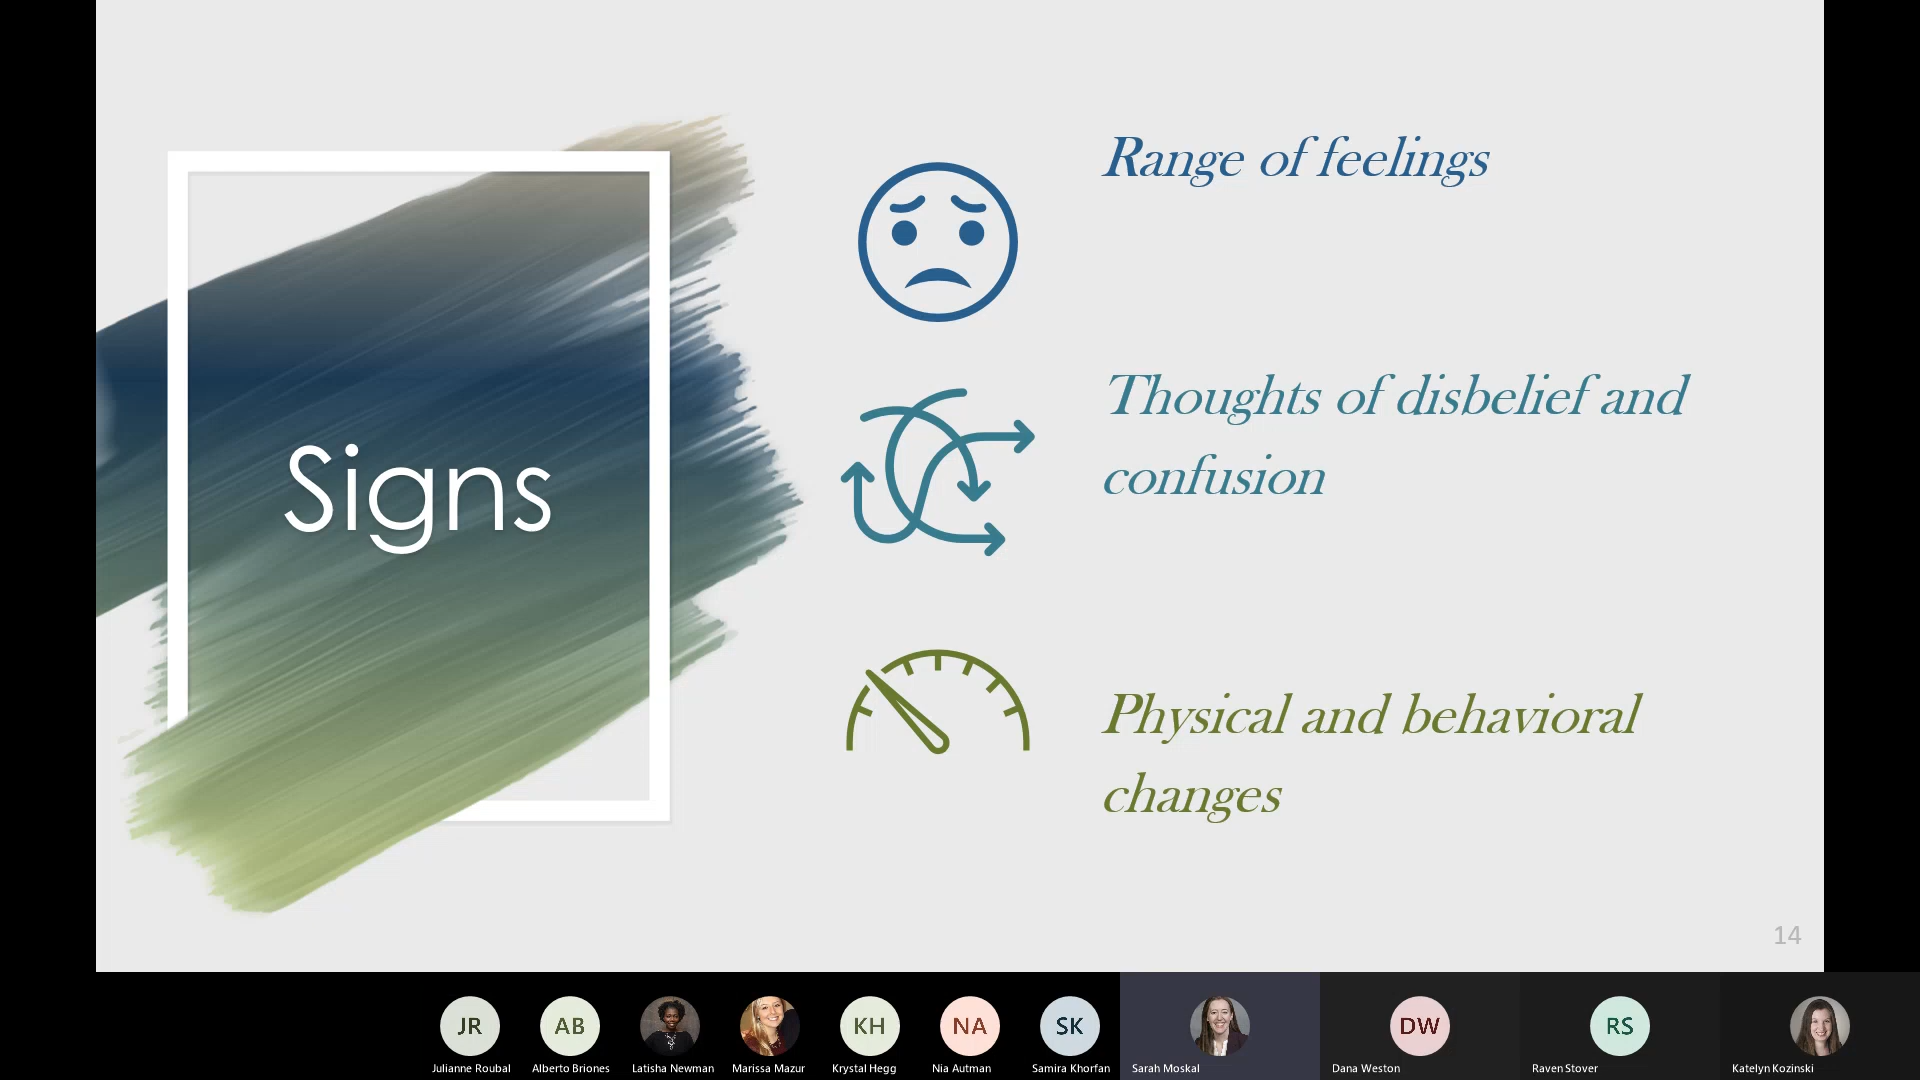 Signs
Range of feelings
Thoughts of disbelief and
confusion
Physical and behavioral
changes
14
JR
AB
KH
NA
SK
DW
RS
Julianne Roubal
Alberto Briones
Latisha Newman
Marissa Mazur
Krystal Hegg
Nia Autman
Samira Khorfan
Sarah Moskal
Dana Weston
Raven Stover
Katelyn Kozinski